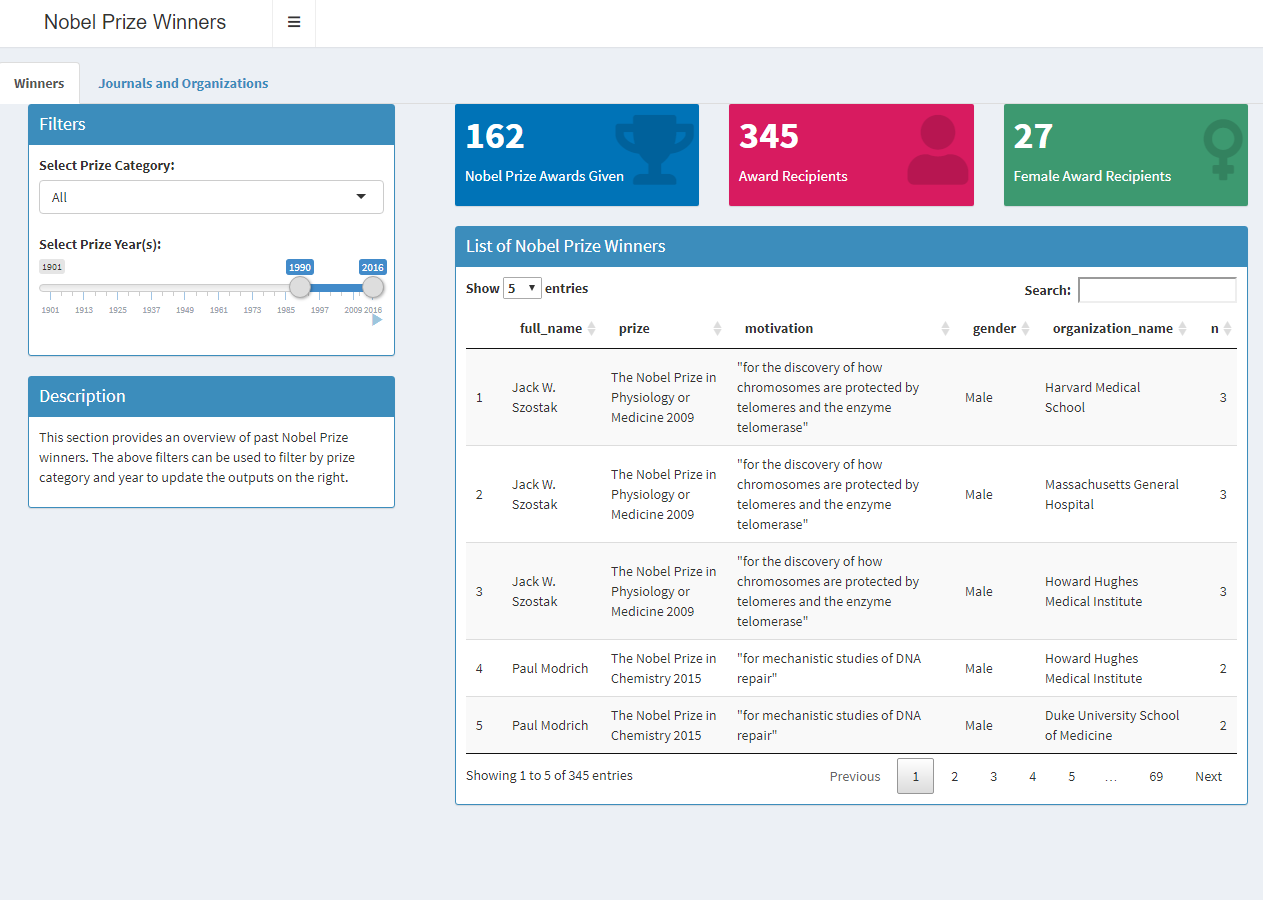 Nobel Prize Winners
Winners
Journals and Organizations
Filters
Select Prize Category:
All
Select Prize Year(s):
1901
1990
2016
1901 1913 1925 1937 1949 1961 1973 1985 1997 2009 2016
Description
This section provides an overview of past Nobel Prize
winners. The above filters can be used to filter by prize
category and year to update the outputs on the right.
162
Nobel Prize Awards Given
345
Award Recipients
27
Female Award Recipients
List of Nobel Prize Winners
Show 5 entries
Search:
full_name prize motivation gender organization_name n
1
Jack W.
Szostak
The Nobel Prize in
Physiology or
Medicine 2009
"for the discovery of how
chromosomes are protected by
telomeres and the enzyme
telomerase"
Male
Harvard Medical
School
3
2
Jack W.
Szostak
The Nobel Prize in
Physiology or
Medicine 2009
"for the discovery of how
chromosomes are protected by
telomeres and the enzyme
telomerase"
Male
Massachusetts General
Hospital
3
3
Jack W.
Szostak
The Nobel Prize in
Physiology or
Medicine 2009
"for the discovery of how
chromosomes are protected by
telomeres and the enzyme
telomerase"
Male
Howard Hughes
Medical Institute
3
4
Paul Modrich
The Nobel Prize in
Chemistry 2015
"for mechanistic studies of DNA
repair"
Male
Howard Hughes
Medical Institute
2
5
Paul Modrich
The Nobel Prize in
Chemistry 2015
"for mechanistic studies of DNA
repair"
Male
Duke University School
of Medicine
2
Showing 1 to 5 of 345 entries
Previous 1 2 3 4 5 … 69 Next